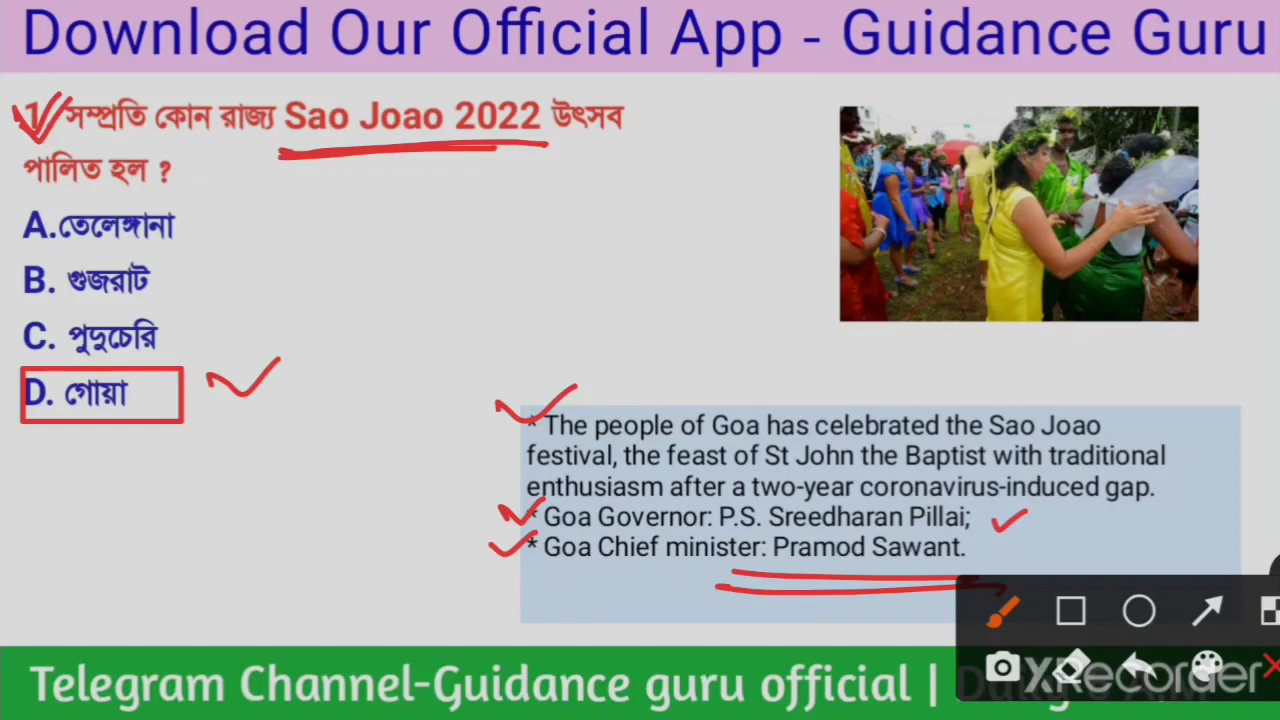 Download Our Official App - Guidance Guru
1. সম্প্রতি কোন রাজ্য Sao Joao 2022 উৎসব
পালিত হল ?
A.তেলেঙ্গানা
B. গুজরাট
C. পুদুচেরি
D. গোয়া
* The people of Goa has celebrated the Sao Joao
festival, the feast of St John the Baptist with traditional
enthusiasm after a two-year coronavirus-induced gap.
* Goa Governor: P.S. Sreedharan Pillai;
* Goa Chief minister: Pramod Sawant.
Telegram Channel-Guidance guru official |
XRecorder